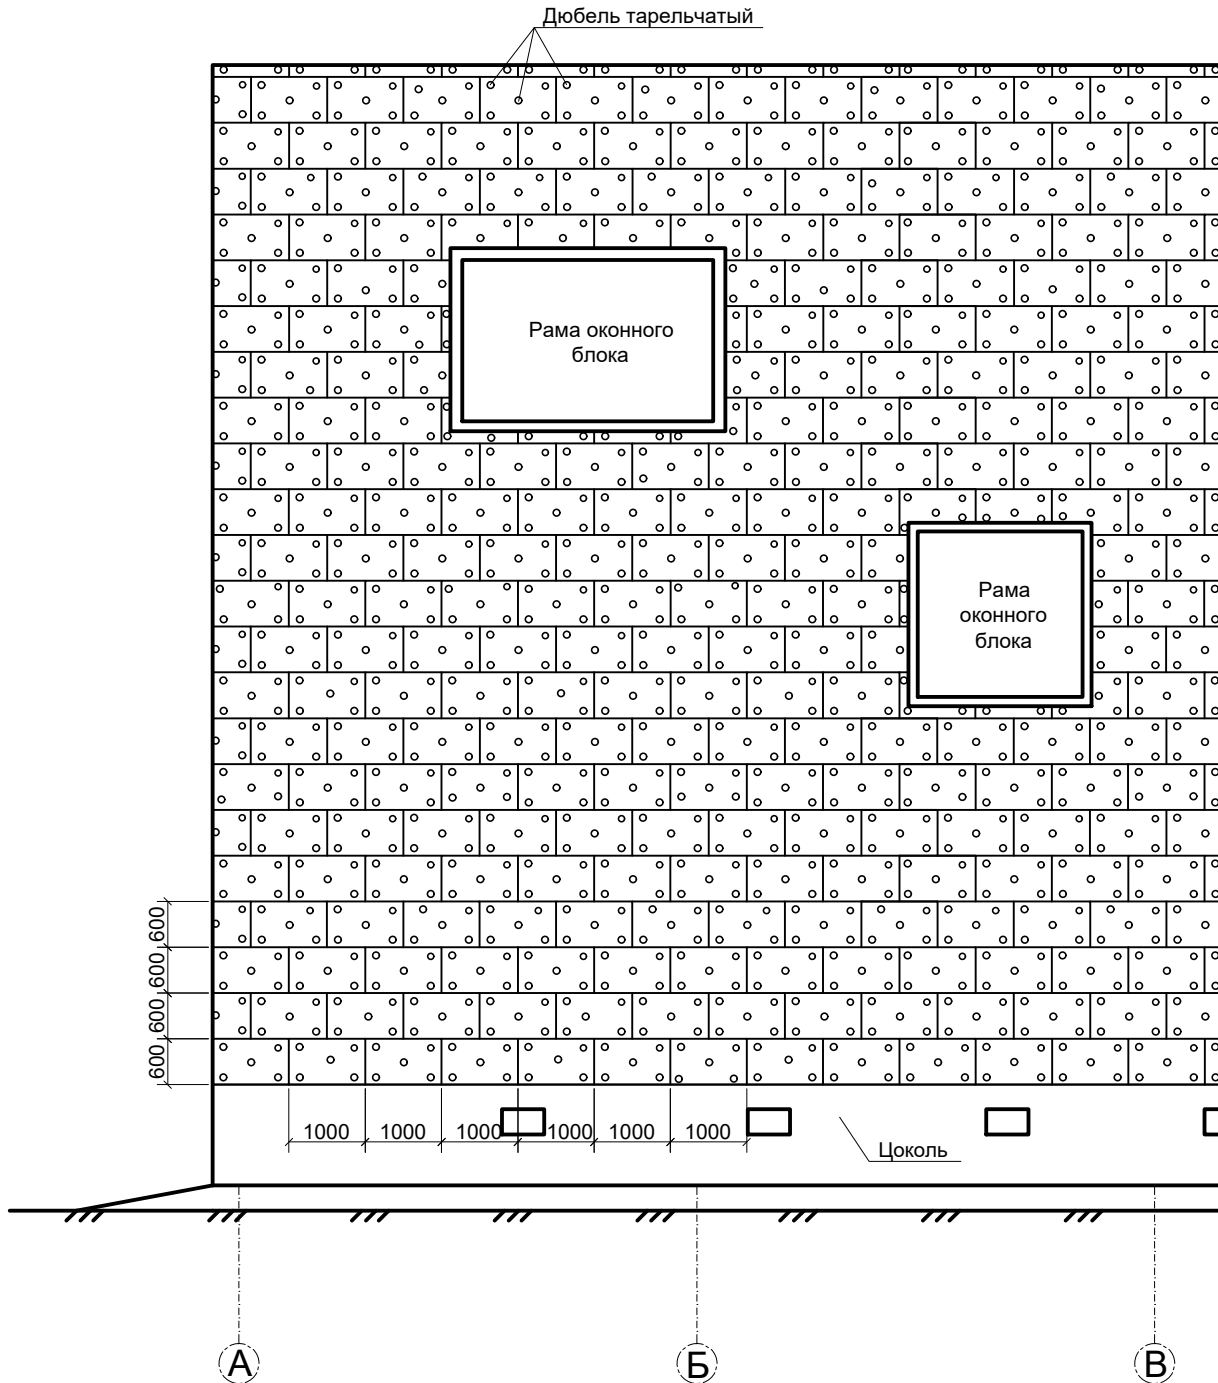 Дюбель тарельчатый
Рама оконного
блока
Рама
оконного
блока
600
600
600
600
1000
1000
1000
1000
1000
1000
Цоколь
А
Б
В